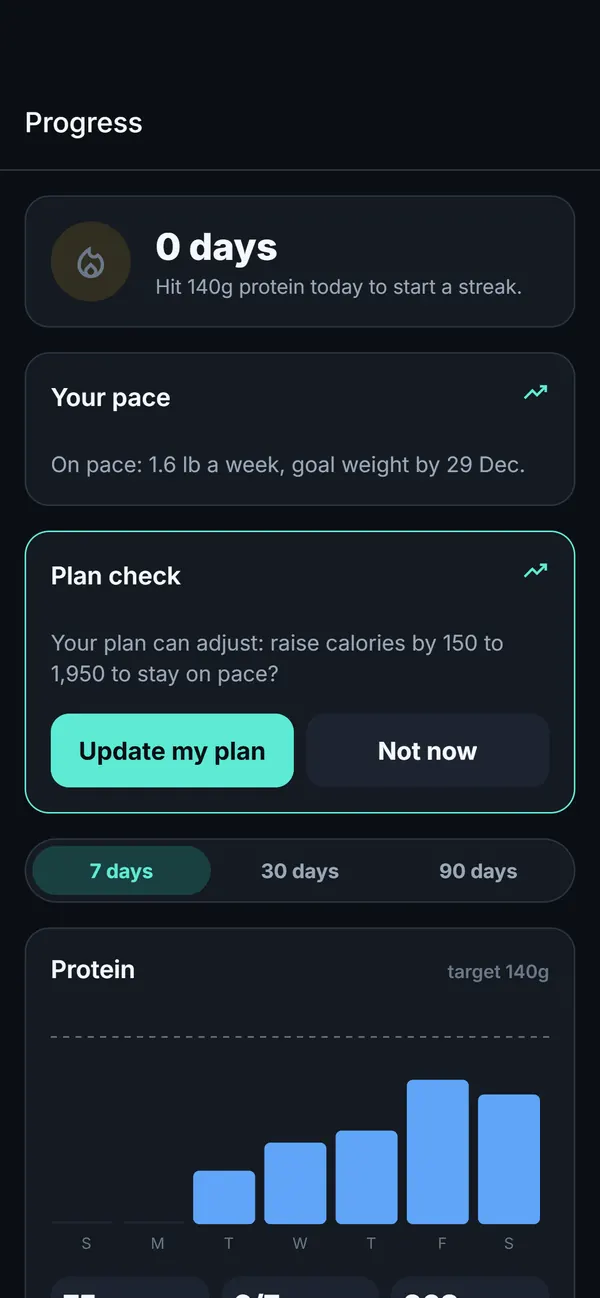 Progress
0 days
Hit 140g protein today to start a streak.
Your pace
On pace: 1.6 lb a week, goal weight by 29 Dec.
Plan check
Your plan can adjust: raise calories by 150 to
1,950 to stay on pace?
Update my plan
Not now
7 days
30 days
90 days
Protein
target 140g
S
M
T
W
T
F
S